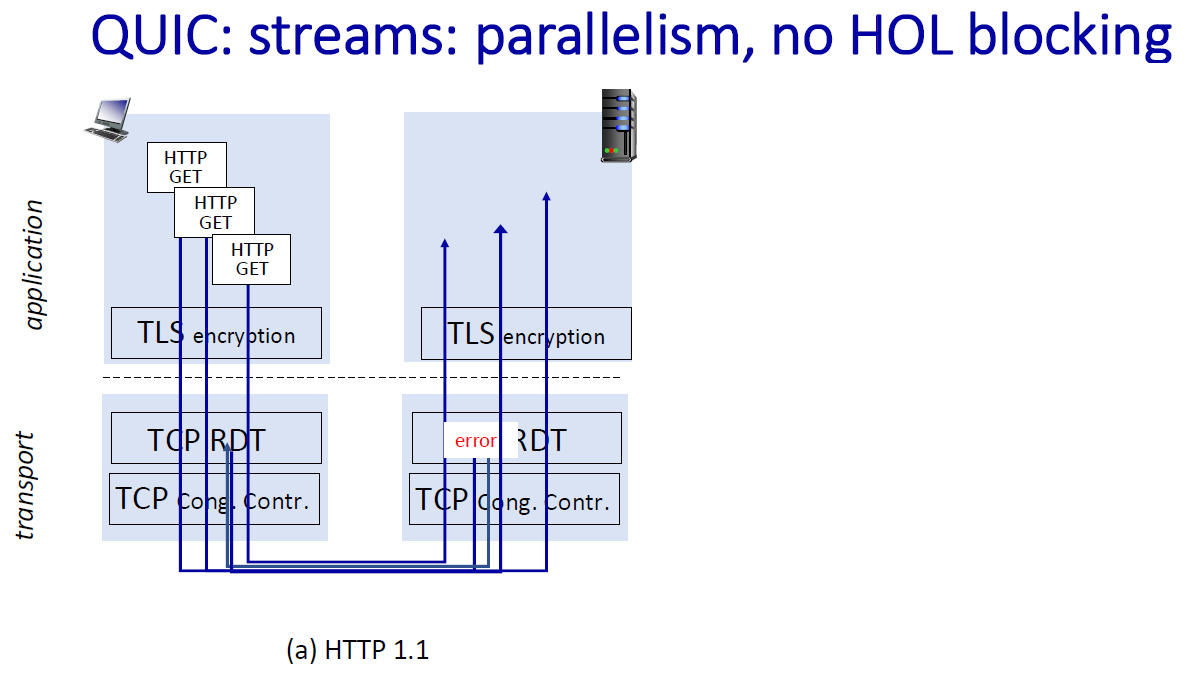 QUIC: streams: parallelism, no HOL blocking
application
HTTP
GET
HTTP
GET
HTTP
GET
TLS encryption
TLS encryption
transport
TCP RDT
error RDT
TCP Cong. Contr.
TCP Cong. Contr.
(a) HTTP 1.1